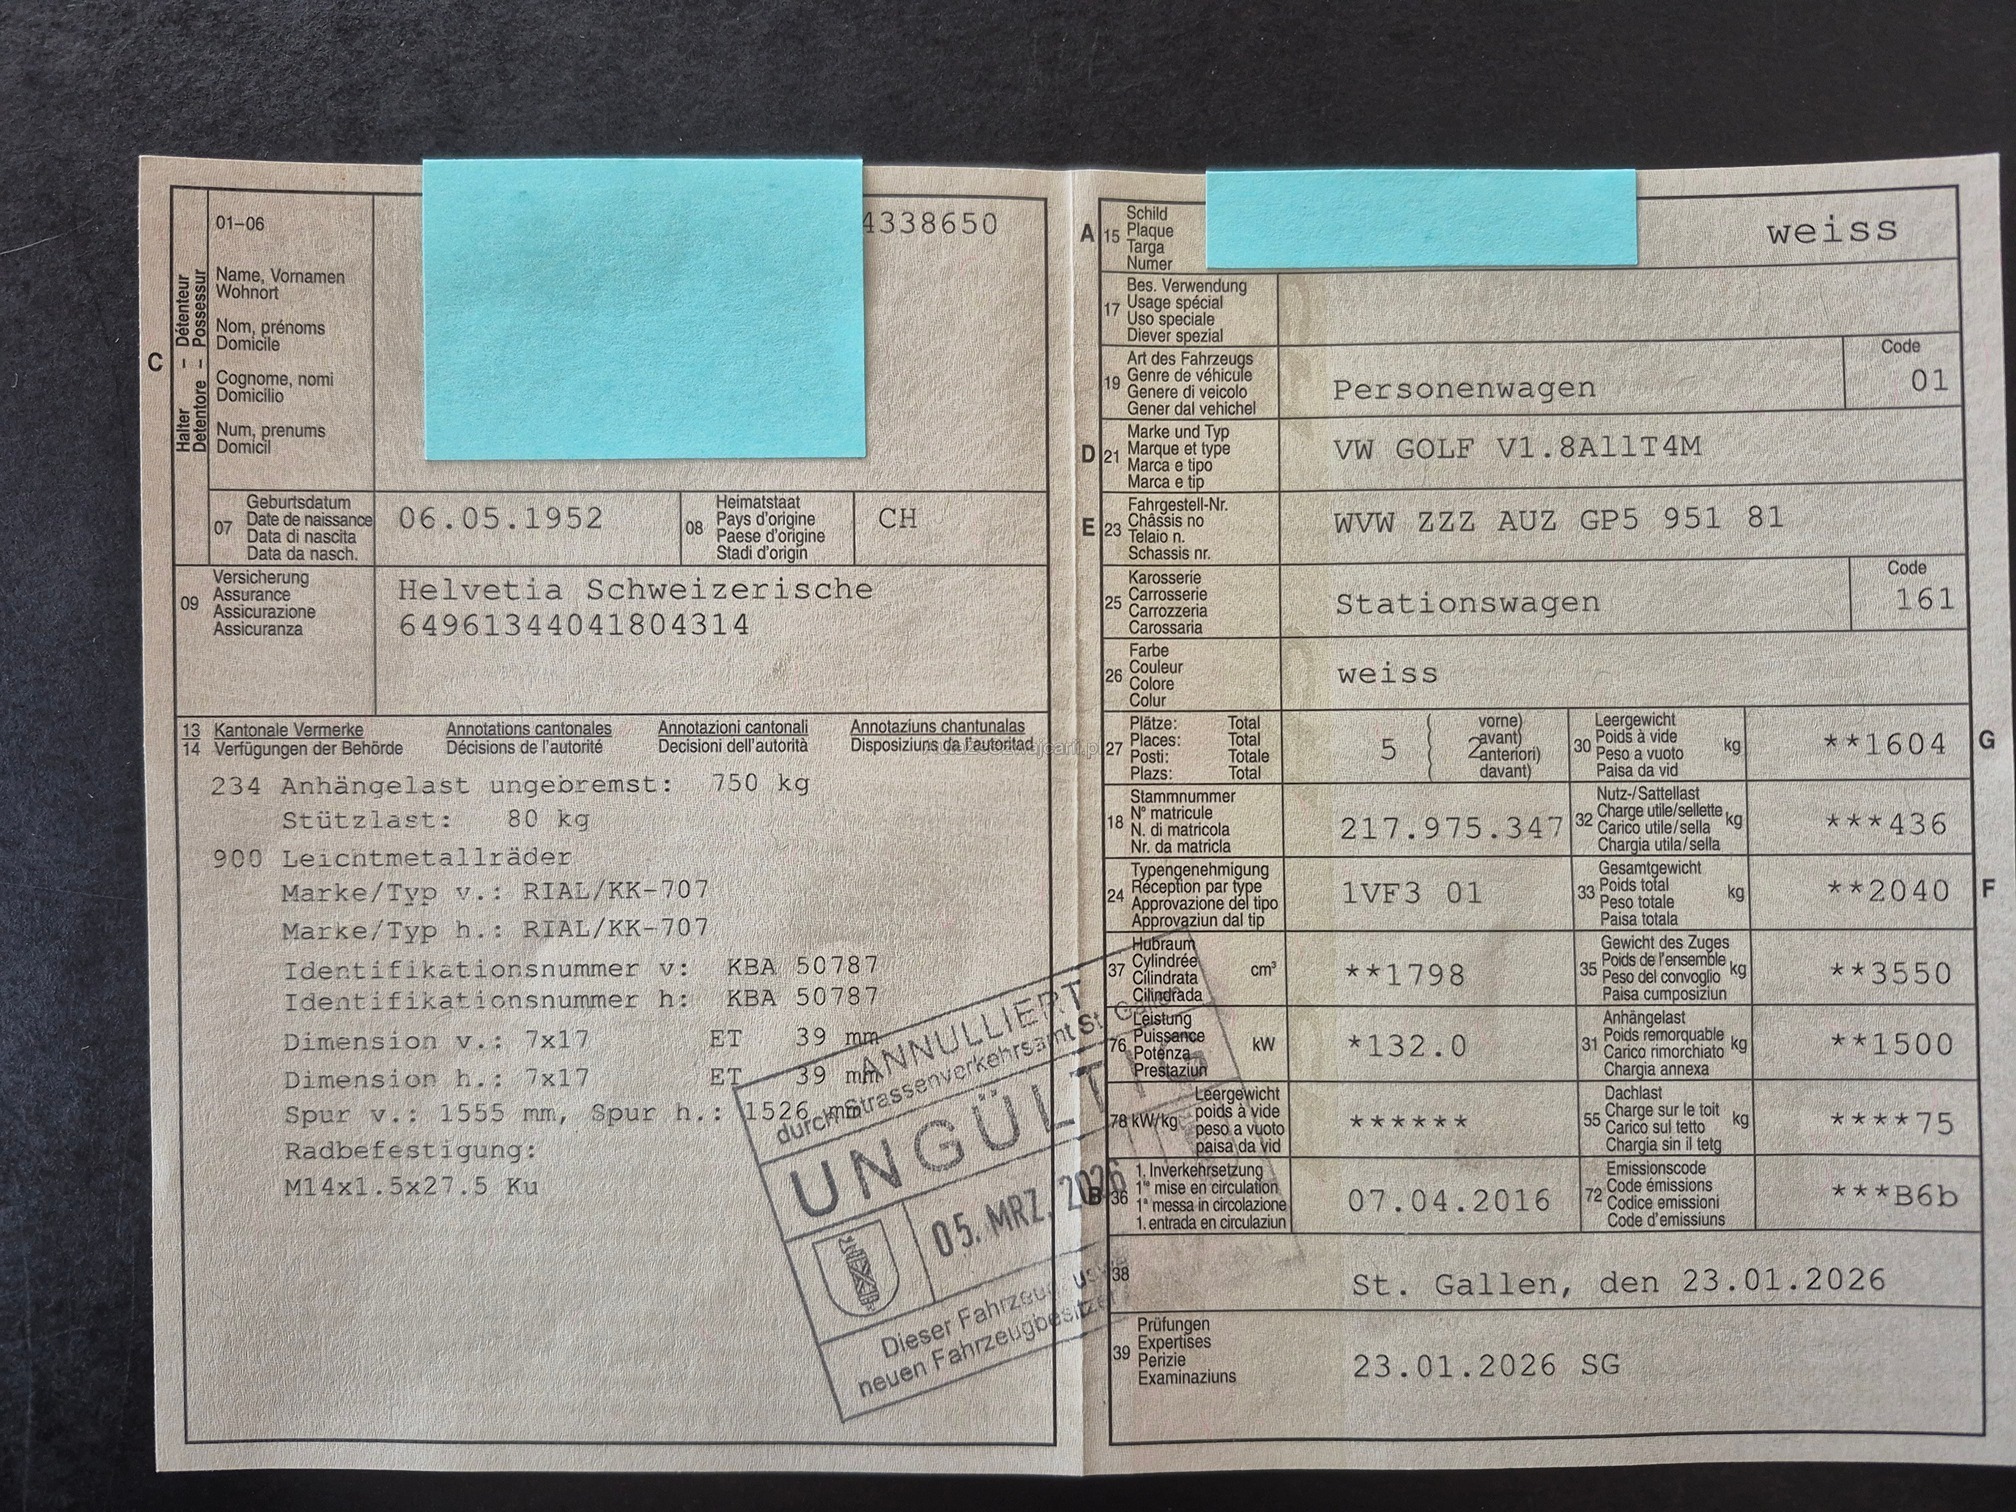 01–06
4338650
C
Halter – Détenteur
Detentore – Possessur
Name, Vornamen
Wohnort
Nom, prénoms
Domicile
Cognome, nomi
Domicilio
Num, prenums
Domicil
07
Geburtsdatum
Date de naissance
Data di nascita
Data da nasch.
06.05.1952
08
Heimatstaat
Pays d'origine
Paese d'origine
Stadi d'origin
CH
09
Versicherung
Assurance
Assicurazione
Assicuranza
Helvetia Schweizerische
64961344041804314
13 Kantonale Vermerke Annotations cantonales Annotazioni cantonali Annotaziuns chantunalas
14 Verfügungen der Behörde Décisions de l'autorité Decisioni dell'autorità Disposiziuns da l'autoritad
234 Anhängelast ungebremst: 750 kg
Stützlast: 80 kg
900 Leichtmetallräder
Marke/Typ v.: RIAL/KK-707
Marke/Typ h.: RIAL/KK-707
Identifikationsnummer v: KBA 50787
Identifikationsnummer h: KBA 50787
Dimension v.: 7x17 ET 39 mm
Dimension h.: 7x17 ET 39 mm
Spur v.: 1555 mm, Spur h.: 1526 mm
Radbefestigung:
M14x1.5x27.5 Ku
ANNULLIERT
durch Strassenverkehrsamt St. Gallen
UNGÜLTIG
05. MRZ. 2026
Dieser Fahrzeug
neuen Fahrzeugbesitzer
A 15
Schild
Plaque
Targa
Numer
weiss
17
Bes. Verwendung
Usage spécial
Uso speciale
Diever spezial
19
Art des Fahrzeugs
Genre de véhicule
Genere di veicolo
Gener dal vehichel
Personenwagen
Code
01
D 21
Marke und Typ
Marque et type
Marca e tipo
Marca e tip
VW GOLF V1.8AllT4M
E 23
Fahrgestell-Nr.
Châssis no
Telaio n.
Schassis nr.
WVW ZZZ AUZ GP5 951 81
25
Karosserie
Carrosserie
Carrozzeria
Carossaria
Stationswagen
Code
161
26
Farbe
Couleur
Colore
Colur
weiss
27
Plätze: Total
Places: Total
Posti: Totale
Plazs: Total
5
2
vorne)
avant)
anteriori)
davant)
30
Leergewicht
Poids à vide
Peso a vuoto
Paisa da vid
kg
**1604
G
18
Stammnummer
N° matricule
N. di matricola
Nr. da matricla
217.975.347
32
Nutz-/Sattellast
Charge utile/sellette
Carico utile/sella
Chargia utila/sella
kg
***436
24
Typengenehmigung
Réception par type
Approvazione del tipo
Approvaziun dal tip
1VF3 01
33
Gesamtgewicht
Poids total
Peso totale
Paisa totala
kg
**2040
F
37
Hubraum
Cylindrée
Cilindrata
Cilindrada
cm³
**1798
35
Gewicht des Zuges
Poids de l'ensemble
Peso del convoglio
Paisa cumposiziun
kg
**3550
76
Leistung
Puissance
Potenza
Prestaziun
kW
*132.0
31
Anhängelast
Poids remorquable
Carico rimorchiato
Chargia annexa
kg
**1500
78 kW/kg
Leergewicht
poids à vide
peso a vuoto
paisa da vid
******
55
Dachlast
Charge sur le toit
Carico sul tetto
Chargia sin il tetg
kg
****75
B 36
1. Inverkehrsetzung
1re mise en circulation
1a messa in circolazione
1. entrada en circulaziun
07.04.2016
72
Emissionscode
Code émissions
Codice emissioni
Code d'emissiuns
***B6b
38
St. Gallen, den 23.01.2026
39
Prüfungen
Expertises
Perizie
Examinaziuns
23.01.2026 SG